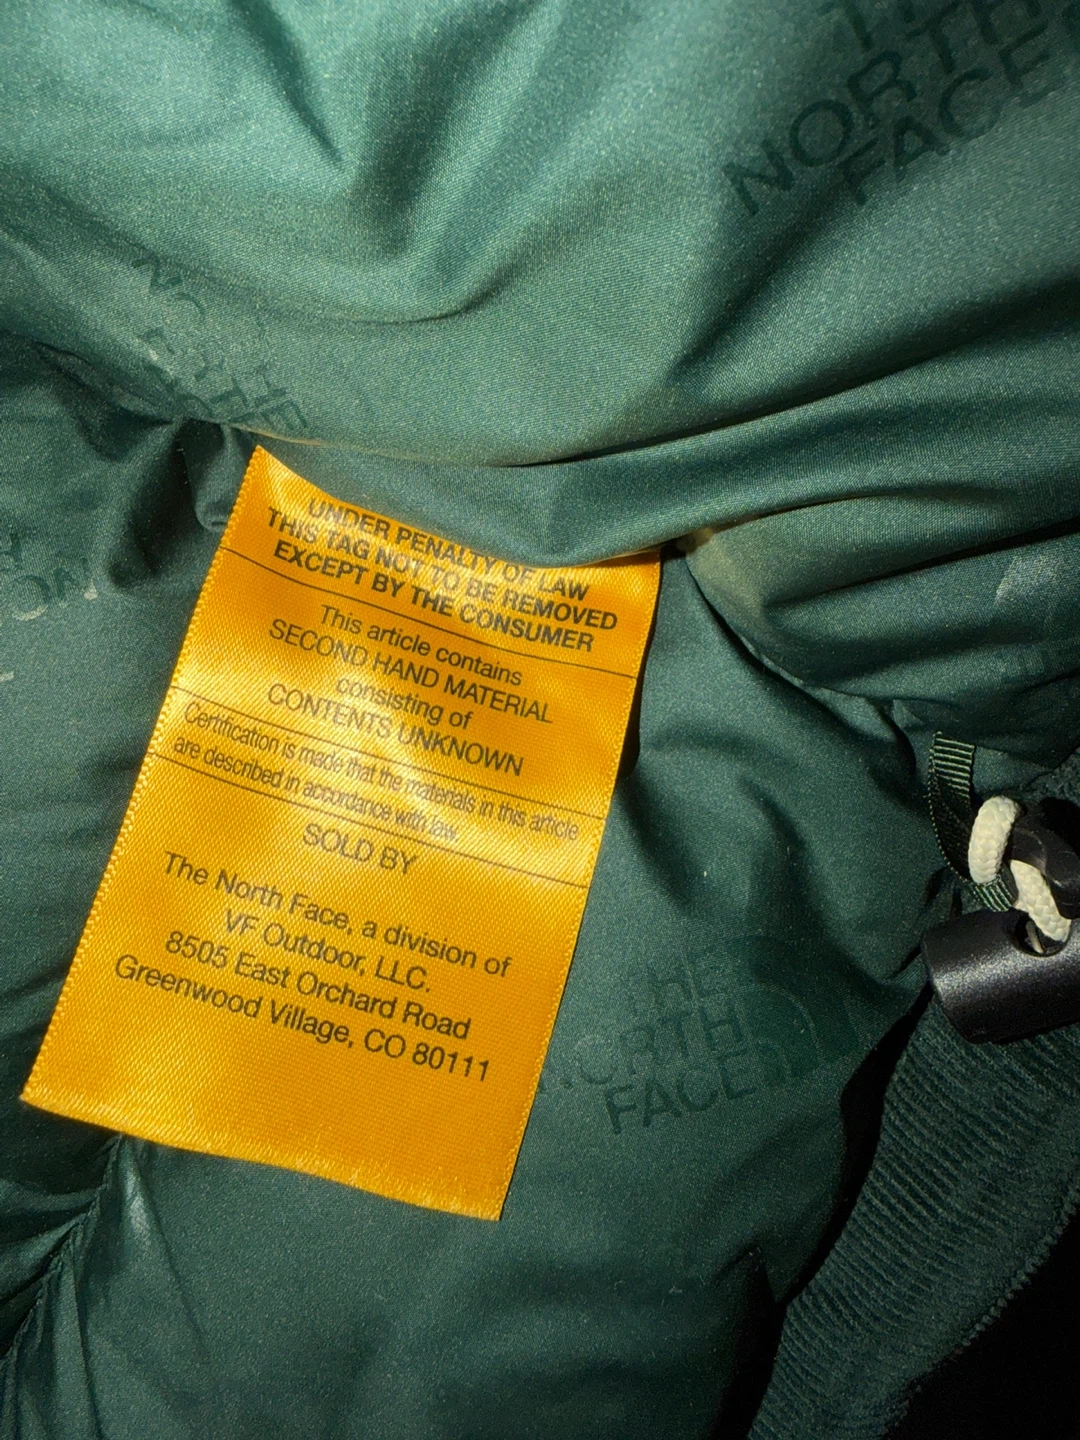 NORTH
FACE
UNDER PENALTY OF LAW
THIS TAG NOT TO BE REMOVED
EXCEPT BY THE CONSUMER
This article contains
SECOND HAND MATERIAL
consisting of
CONTENTS UNKNOWN
Certification is made that the materials in this article
are described in accordance with law.
SOLD BY
The North Face, a division of
VF Outdoor, LLC.
8505 East Orchard Road
Greenwood Village, CO 80111
THE
NORTH
FACE